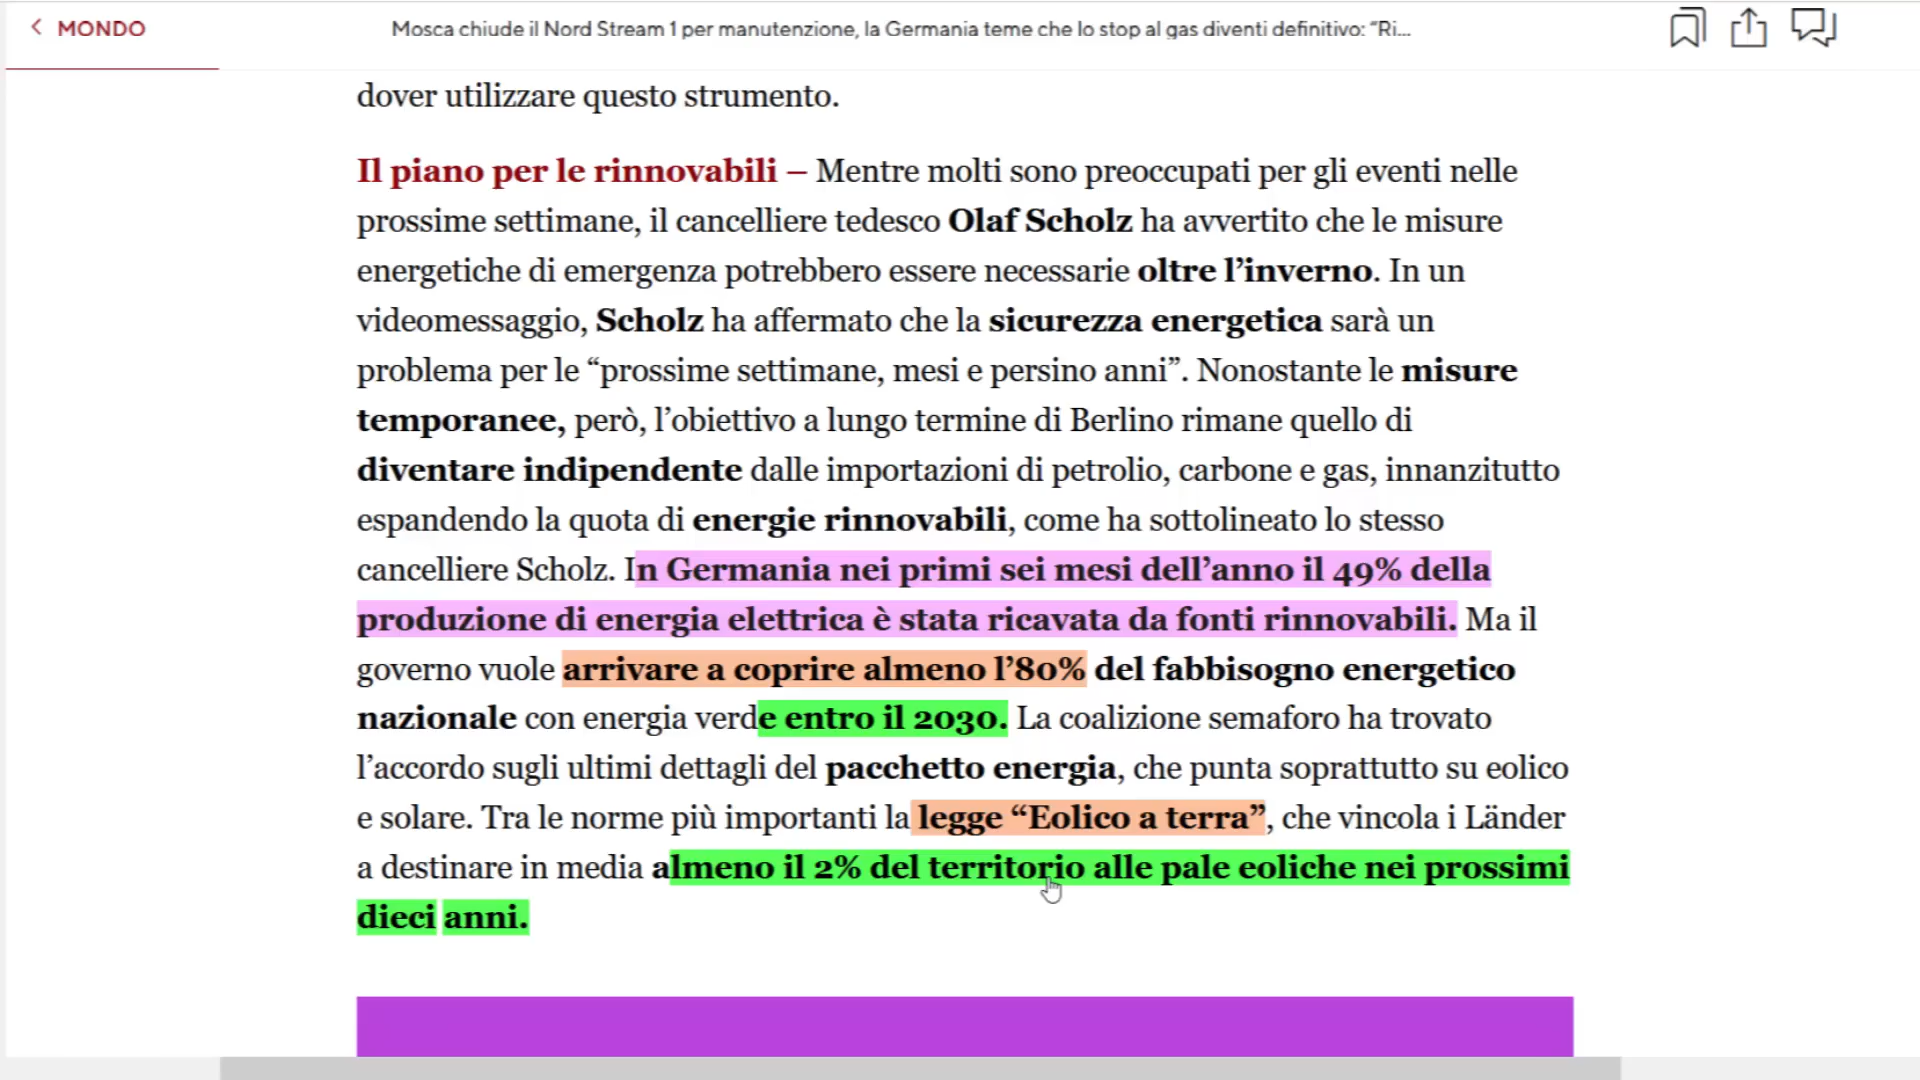 MONDO
Mosca chiude il Nord Stream 1 per manutenzione, la Germania teme che lo stop al gas diventi definitivo: “Ri...
dover utilizzare questo strumento.
Il piano per le rinnovabili – Mentre molti sono preoccupati per gli eventi nelle
prossime settimane, il cancelliere tedesco Olaf Scholz ha avvertito che le misure
energetiche di emergenza potrebbero essere necessarie oltre l’inverno. In un
videomessaggio, Scholz ha affermato che la sicurezza energetica sarà un
problema per le “prossime settimane, mesi e persino anni”. Nonostante le misure
temporanee, però, l’obiettivo a lungo termine di Berlino rimane quello di
diventare indipendente dalle importazioni di petrolio, carbone e gas, innanzitutto
espandendo la quota di energie rinnovabili, come ha sottolineato lo stesso
cancelliere Scholz. In Germania nei primi sei mesi dell’anno il 49% della
produzione di energia elettrica è stata ricavata da fonti rinnovabili. Ma il
governo vuole arrivare a coprire almeno l’80% del fabbisogno energetico
nazionale con energia verde entro il 2030. La coalizione semaforo ha trovato
l’accordo sugli ultimi dettagli del pacchetto energia, che punta soprattutto su eolico
e solare. Tra le norme più importanti la legge “Eolico a terra”, che vincola i Länder
a destinare in media almeno il 2% del territorio alle pale eoliche nei prossimi
dieci anni.